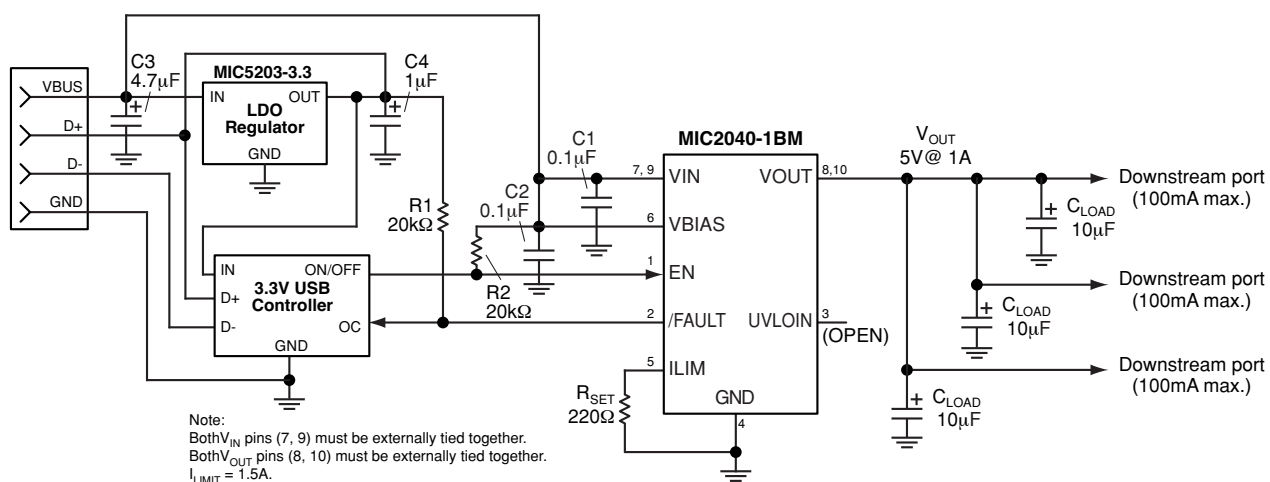 C3
4.7µF
MIC5203-3.3
C4
1µF
VBUS
IN
OUT
LDO
Regulator
GND
D+
D-
GND
C1
0.1µF
MIC2040-1BM
VOUT
5V@ 1A
7, 9
VIN
VOUT
8,10
Downstream port
(100mA max.)
C2
0.1µF
R1
20kΩ
6
VBIAS
CLOAD
10µF
IN
ON/OFF
3.3V USB
Controller
D+
D-
OC
GND
R2
20kΩ
1
EN
Downstream port
(100mA max.)
2
/FAULT
UVLOIN
3
(OPEN)
CLOAD
10µF
5
ILIM
GND
4
RSET
220Ω
Downstream port
(100mA max.)
CLOAD
10µF
Note:
BothVIN pins (7, 9) must be externally tied together.
BothVOUT pins (8, 10) must be externally tied together.
ILIMIT = 1.5A.